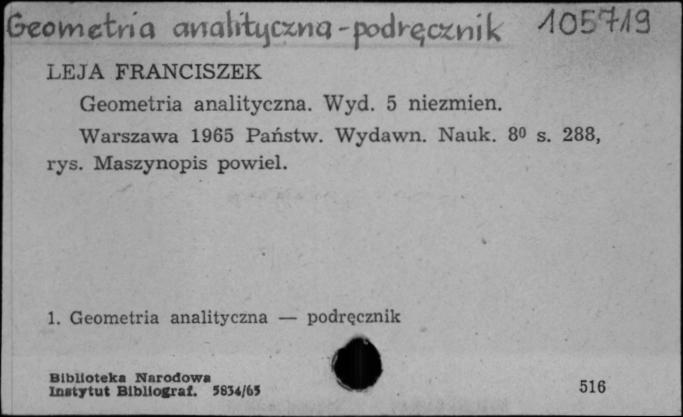 Geometria analityczna - podręcznik 105719
LEJA FRANCISZEK
Geometria analityczna. Wyd. 5 niezmien.
Warszawa 1965 Państw. Wydawn. Nauk. 8⁰ s. 288,
rys. Maszynopis powiel.
1. Geometria analityczna — podręcznik
Biblioteka Narodowa
Instytut Bibliograf. 5834/65
516